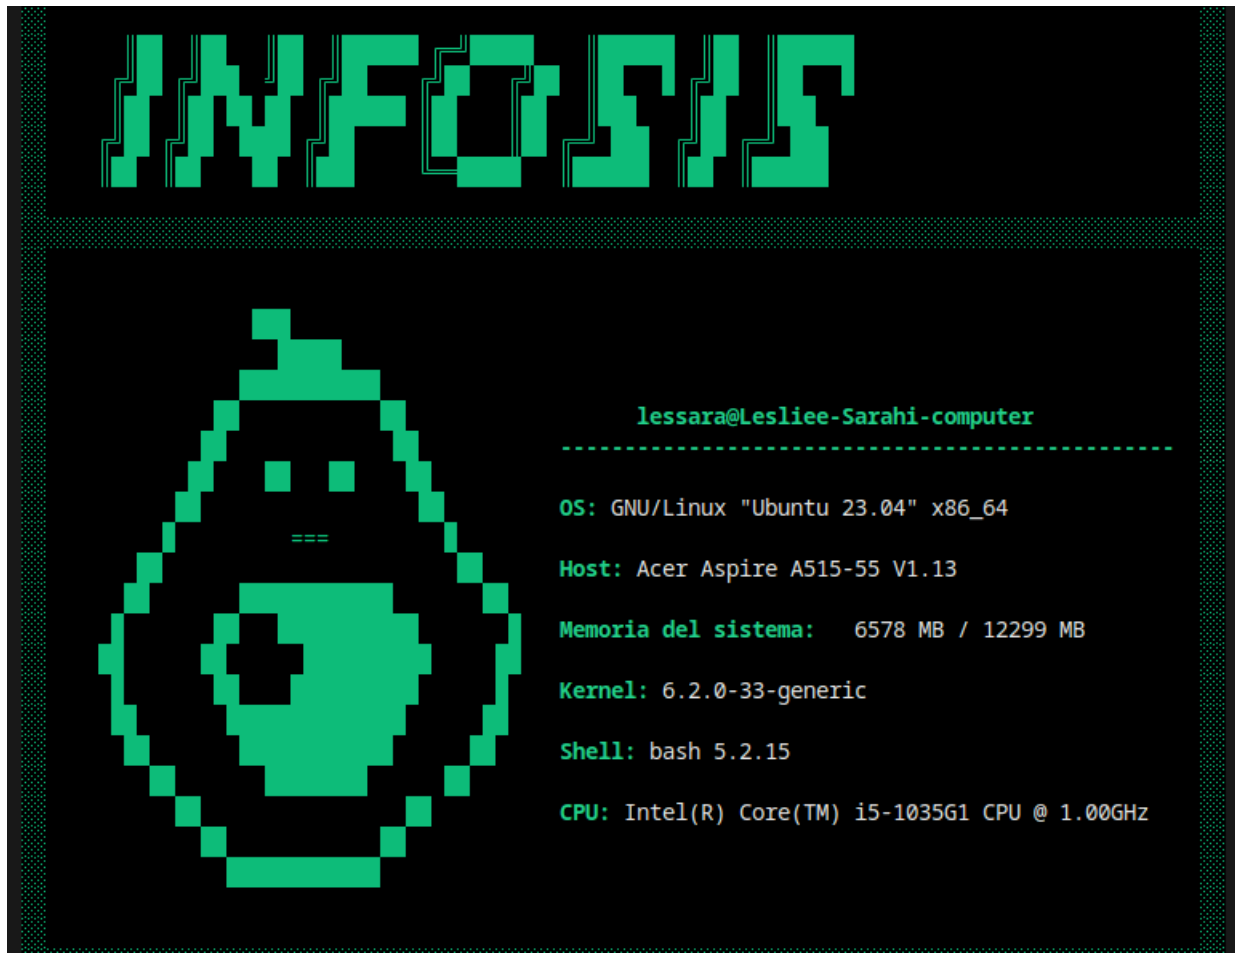 INFOSIS
lessara@Lesliee-Sarahi-computer
------------------------------------------------
OS: GNU/Linux "Ubuntu 23.04" x86_64
===
Host: Acer Aspire A515-55 V1.13
Memoria del sistema: 6578 MB / 12299 MB
Kernel: 6.2.0-33-generic
Shell: bash 5.2.15
CPU: Intel(R) Core(TM) i5-1035G1 CPU @ 1.00GHz